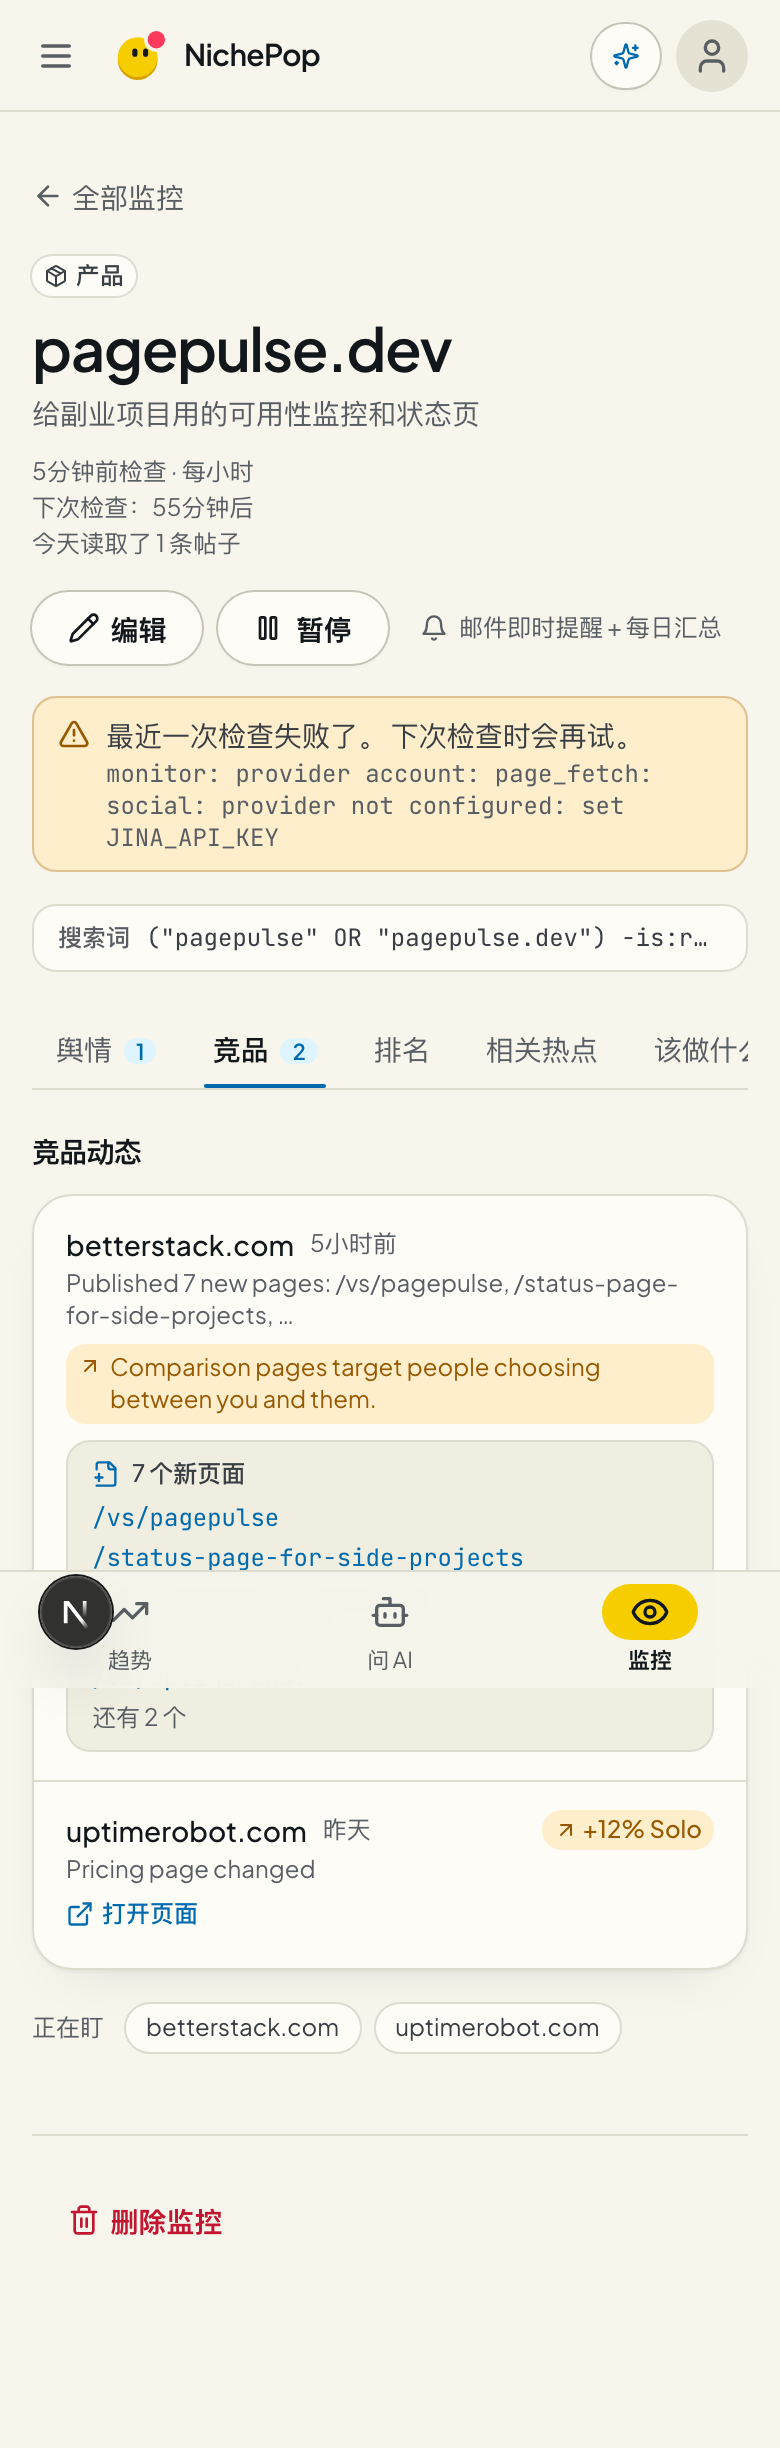 NichePop
全部监控
产品
pagepulse.dev
给副业项目用的可用性监控和状态页
5分钟前检查 · 每小时
下次检查：55分钟后
今天读取了1条帖子
编辑
暂停
邮件即时提醒 + 每日汇总
最近一次检查失败了。 下次检查时会再试。
monitor: provider account: page_fetch:
social: provider not configured: set
JINA_API_KEY
搜索词 ("pagepulse" OR "pagepulse.dev") -is:r…
舆情 1 竞品 2 排名 相关热点 该做什
竞品动态
betterstack.com 5小时前
Published 7 new pages: /vs/pagepulse, /status-page-
for-side-projects, …
Comparison pages target people choosing
between you and them.
7 个新页面
/vs/pagepulse
/status-page-for-side-projects
N
趋势
问 AI
监控
还有 2 个
uptimerobot.com 昨天
+12% Solo
Pricing page changed
打开页面
正在盯 betterstack.com uptimerobot.com
删除监控